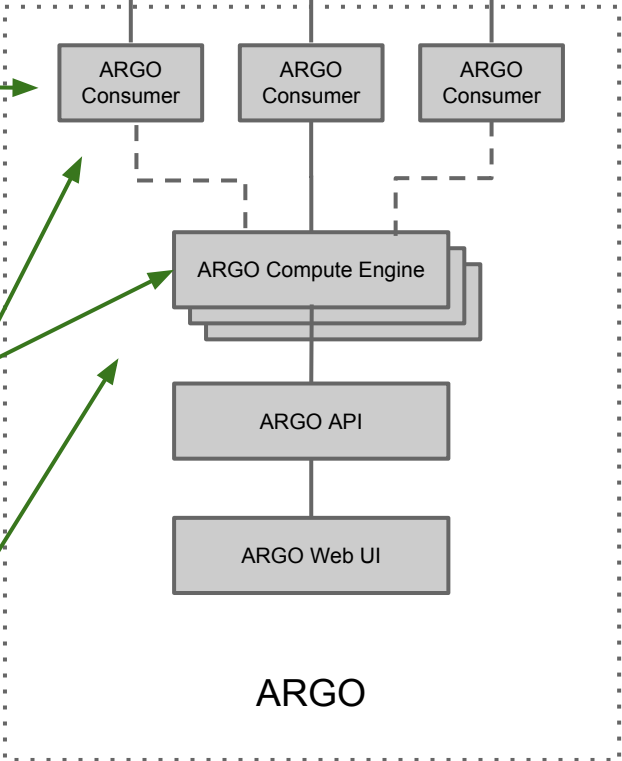 ARGO
Consumer
ARGO
Consumer
ARGO
Consumer
ARGO Compute Engine
ARGO API
ARGO Web UI
ARGO